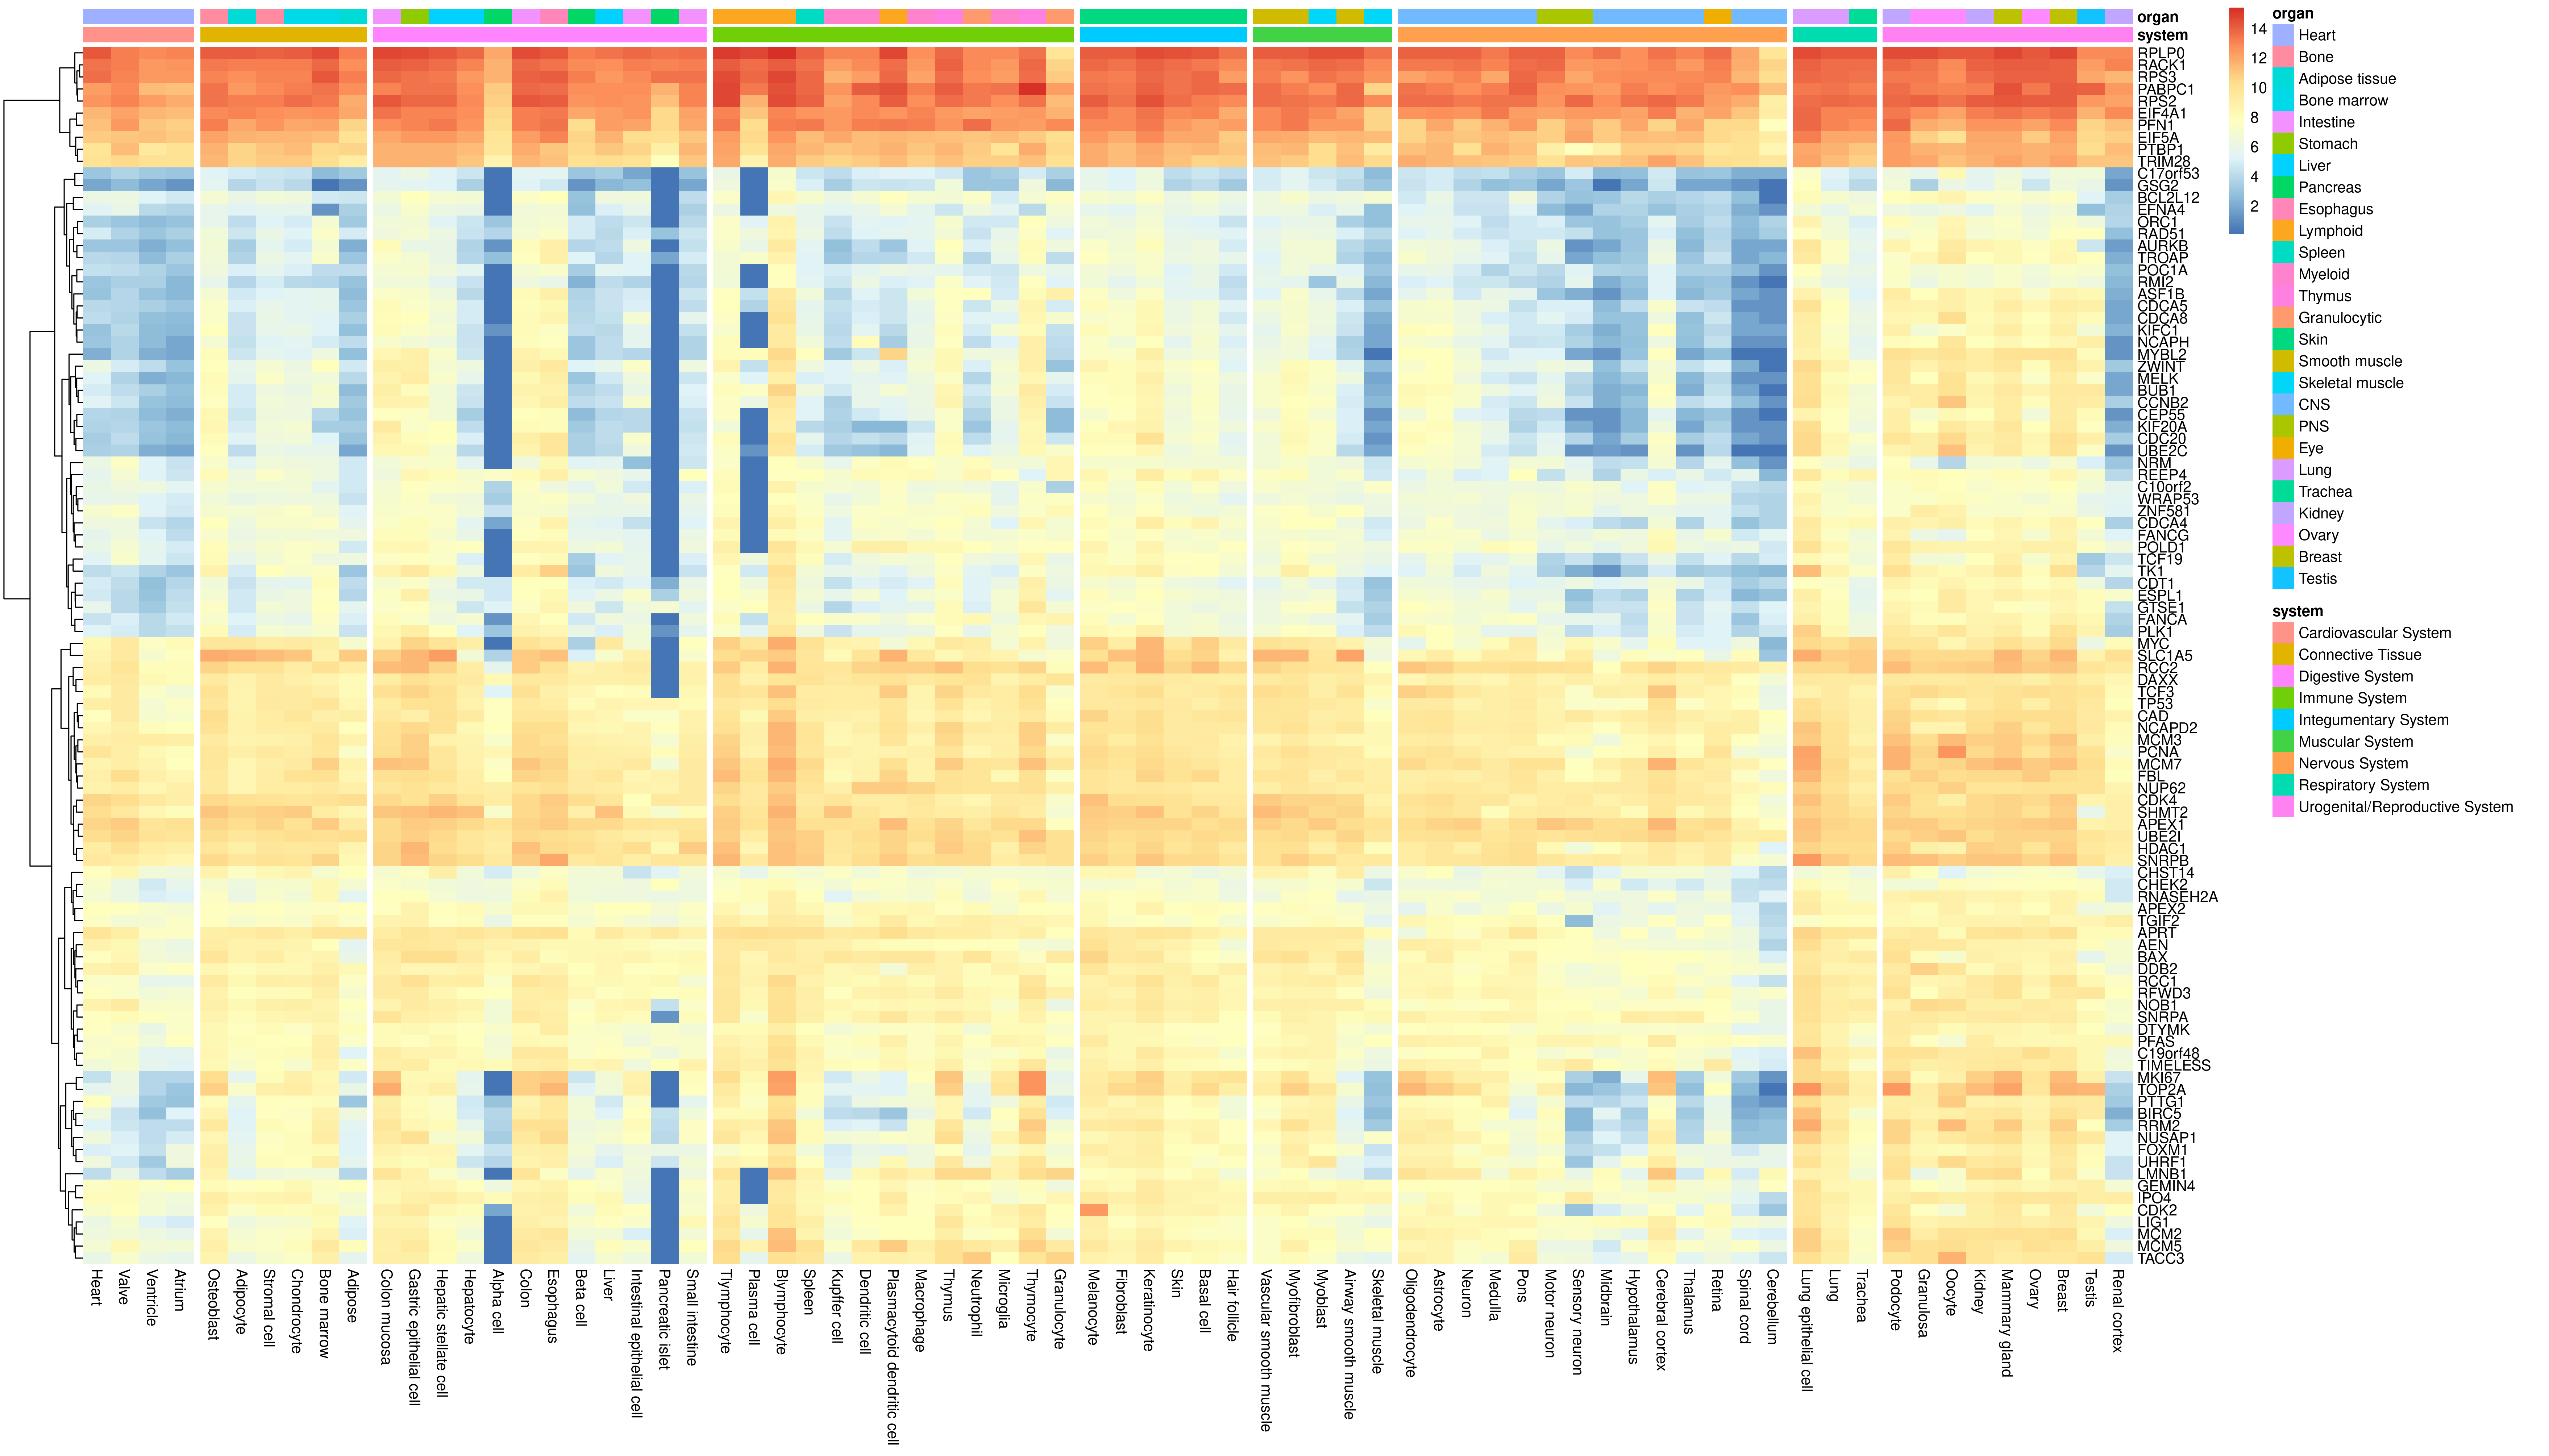 organ
system
RPLP0
RACK1
RPS3
PABPC1
RPS2
EIF4A1
PFN1
EIF5A
PTBP1
TRIM28
C17orf53
GSG2
BCL2L12
EFNA4
ORC1
RAD51
AURKB
TROAP
POC1A
RMI2
ASF1B
CDCA5
CDCA8
KIFC1
NCAPH
MYBL2
ZWINT
MELK
BUB1
CCNB2
CEP55
KIF20A
CDC20
UBE2C
NRM
REEP4
C10orf2
WRAP53
ZNF581
CDCA4
FANCG
POLD1
TCF19
TK1
CDT1
ESPL1
GTSE1
FANCA
PLK1
MYC
SLC1A5
RCC2
DAXX
TCF3
TP53
CAD
NCAPD2
MCM3
PCNA
MCM7
FBL
NUP62
CDK4
SHMT2
APEX1
UBE2I
HDAC1
SNRPB
CHST14
CHEK2
RNASEH2A
APEX2
TGIF2
APRT
AEN
BAX
DDB2
RCC1
RFWD3
NOB1
SNRPA
DTYMK
PFAS
C19orf48
TIMELESS
MKI67
TOP2A
PTTG1
BIRC5
RRM2
NUSAP1
FOXM1
UHRF1
LMNB1
GEMIN4
IPO4
CDK2
LIG1
MCM2
MCM5
TACC3
Heart
Valve
Ventricle
Atrium
Osteoblast
Adipocyte
Stromal cell
Chondrocyte
Bone marrow
Adipose
Colon mucosa
Gastric epithelial cell
Hepatic stellate cell
Hepatocyte
Alpha cell
Colon
Esophagus
Beta cell
Liver
Intestinal epithelial cell
Pancreatic islet
Small intestine
Tlymphocyte
Plasma cell
Blymphocyte
Spleen
Kupffer cell
Dendritic cell
Plasmacytoid dendritic cell
Macrophage
Thymus
Neutrophil
Microglia
Thymocyte
Granulocyte
Melanocyte
Fibroblast
Keratinocyte
Skin
Basal cell
Hair follicle
Vascular smooth muscle
Myofibroblast
Myoblast
Airway smooth muscle
Skeletal muscle
Oligodendrocyte
Astrocyte
Neuron
Medulla
Pons
Motor neuron
Sensory neuron
Midbrain
Hypothalamus
Cerebral cortex
Thalamus
Retina
Spinal cord
Cerebellum
Lung epithelial cell
Lung
Trachea
Podocyte
Granulosa
Oocyte
Kidney
Mammary gland
Ovary
Breast
Testis
Renal cortex
14
12
10
8
6
4
2
organ
Heart
Bone
Adipose tissue
Bone marrow
Intestine
Stomach
Liver
Pancreas
Esophagus
Lymphoid
Spleen
Myeloid
Thymus
Granulocytic
Skin
Smooth muscle
Skeletal muscle
CNS
PNS
Eye
Lung
Trachea
Kidney
Ovary
Breast
Testis
system
Cardiovascular System
Connective Tissue
Digestive System
Immune System
Integumentary System
Muscular System
Nervous System
Respiratory System
Urogenital/Reproductive System